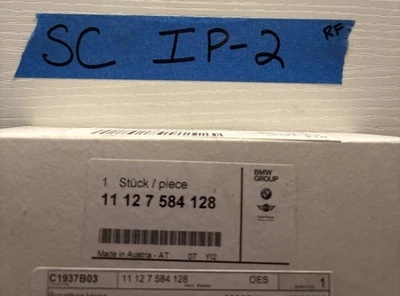 SC IP-2 RF
1 Stück / piece
BMW
GROUP
11 12 7 584 128
Made in Austria - AT 07 YI2
C1937B03 11 12 7 584 128 OES 1